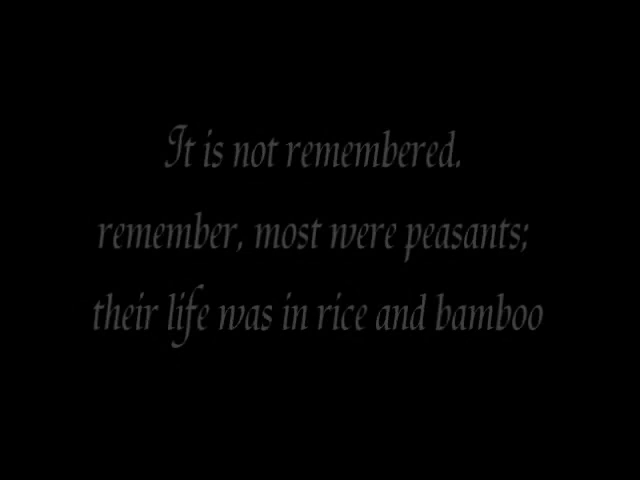 It is not remembered.
remember, most were peasants;
their life was in rice and bamboo